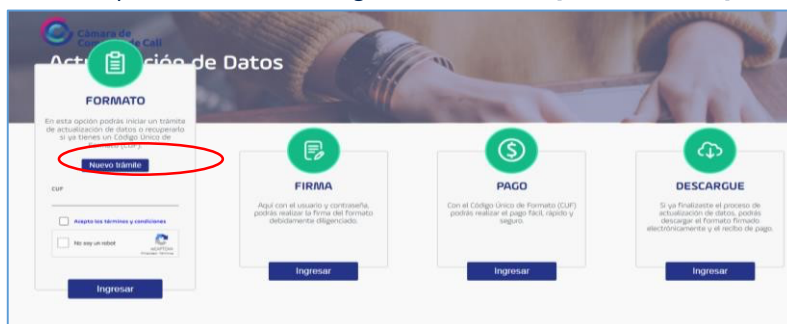 Cámara de
Comercio de Cali
Actualización de Datos
FORMATO
En esta opción podrás iniciar un trámite
de actualización de datos o recuperarlo
si ya tienes un Código Único de
Formato (CUF).
Nuevo trámite
CUF
Acepto los términos y condiciones
No soy un robot
reCAPTCHA
Ingresar
FIRMA
Aquí con el usuario y contraseña,
podrás realizar la firma del formato
debidamente diligenciado.
Ingresar
PAGO
Con el Código Único de Formato (CUF)
podrás realizar el pago fácil, rápido y
seguro.
Ingresar
DESCARGUE
Si ya finalizaste el proceso de
actualización de datos, podrás
descargar el formato firmado
electrónicamente y el recibo de pago.
Ingresar